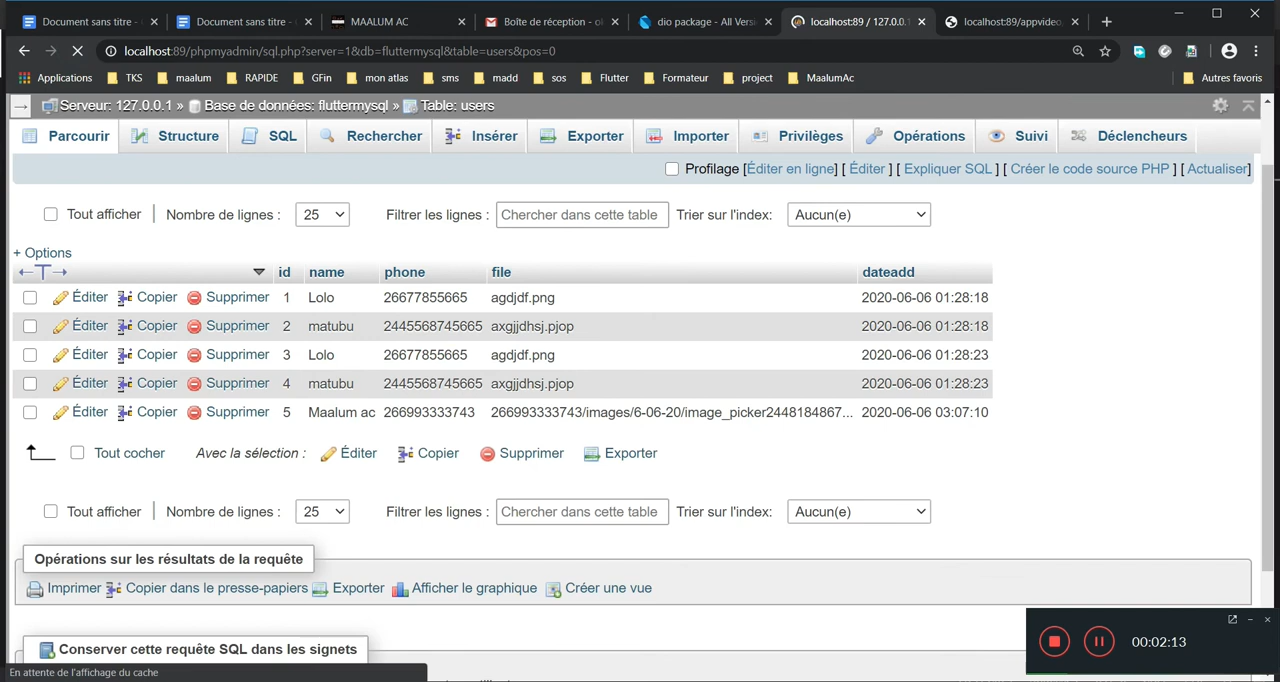 Document sans titre -
Document sans titre -
MAALUM AC
Boîte de réception - o
dio package - All Versi
localhost:89 / 127.0.0.1
localhost:89/appvideo
localhost:89/phpmyadmin/sql.php?server=1&db=fluttermysql&table=users&pos=0
Applications TKS maalum RAPIDE GFin mon atlas sms madd sos Flutter Formateur project MaalumAc Autres favoris
Serveur: 127.0.0.1 » Base de données: fluttermysql » Table: users
Parcourir Structure SQL Rechercher Insérer Exporter Importer Privilèges Opérations Suivi Déclencheurs
Profilage [Éditer en ligne] [ Éditer ] [ Expliquer SQL ] [ Créer le code source PHP ] [ Actualiser]
Tout afficher Nombre de lignes : 25 Filtrer les lignes : Chercher dans cette table Trier sur l'index: Aucun(e)
+ Options
←T→ id name phone file dateadd
Éditer Copier Supprimer 1 Lolo 26677855665 agdjdf.png 2020-06-06 01:28:18
Éditer Copier Supprimer 2 matubu 2445568745665 axgjjdhsj.pjop 2020-06-06 01:28:18
Éditer Copier Supprimer 3 Lolo 26677855665 agdjdf.png 2020-06-06 01:28:23
Éditer Copier Supprimer 4 matubu 2445568745665 axgjjdhsj.pjop 2020-06-06 01:28:23
Éditer Copier Supprimer 5 Maalum ac 266993333743 266993333743/images/6-06-20/image_picker2448184867... 2020-06-06 03:07:10
Tout cocher Avec la sélection : Éditer Copier Supprimer Exporter
Tout afficher Nombre de lignes : 25 Filtrer les lignes : Chercher dans cette table Trier sur l'index: Aucun(e)
Opérations sur les résultats de la requête
Imprimer Copier dans le presse-papiers Exporter Afficher le graphique Créer une vue
00:02:13
Conserver cette requête SQL dans les signets
En attente de l'affichage du cache